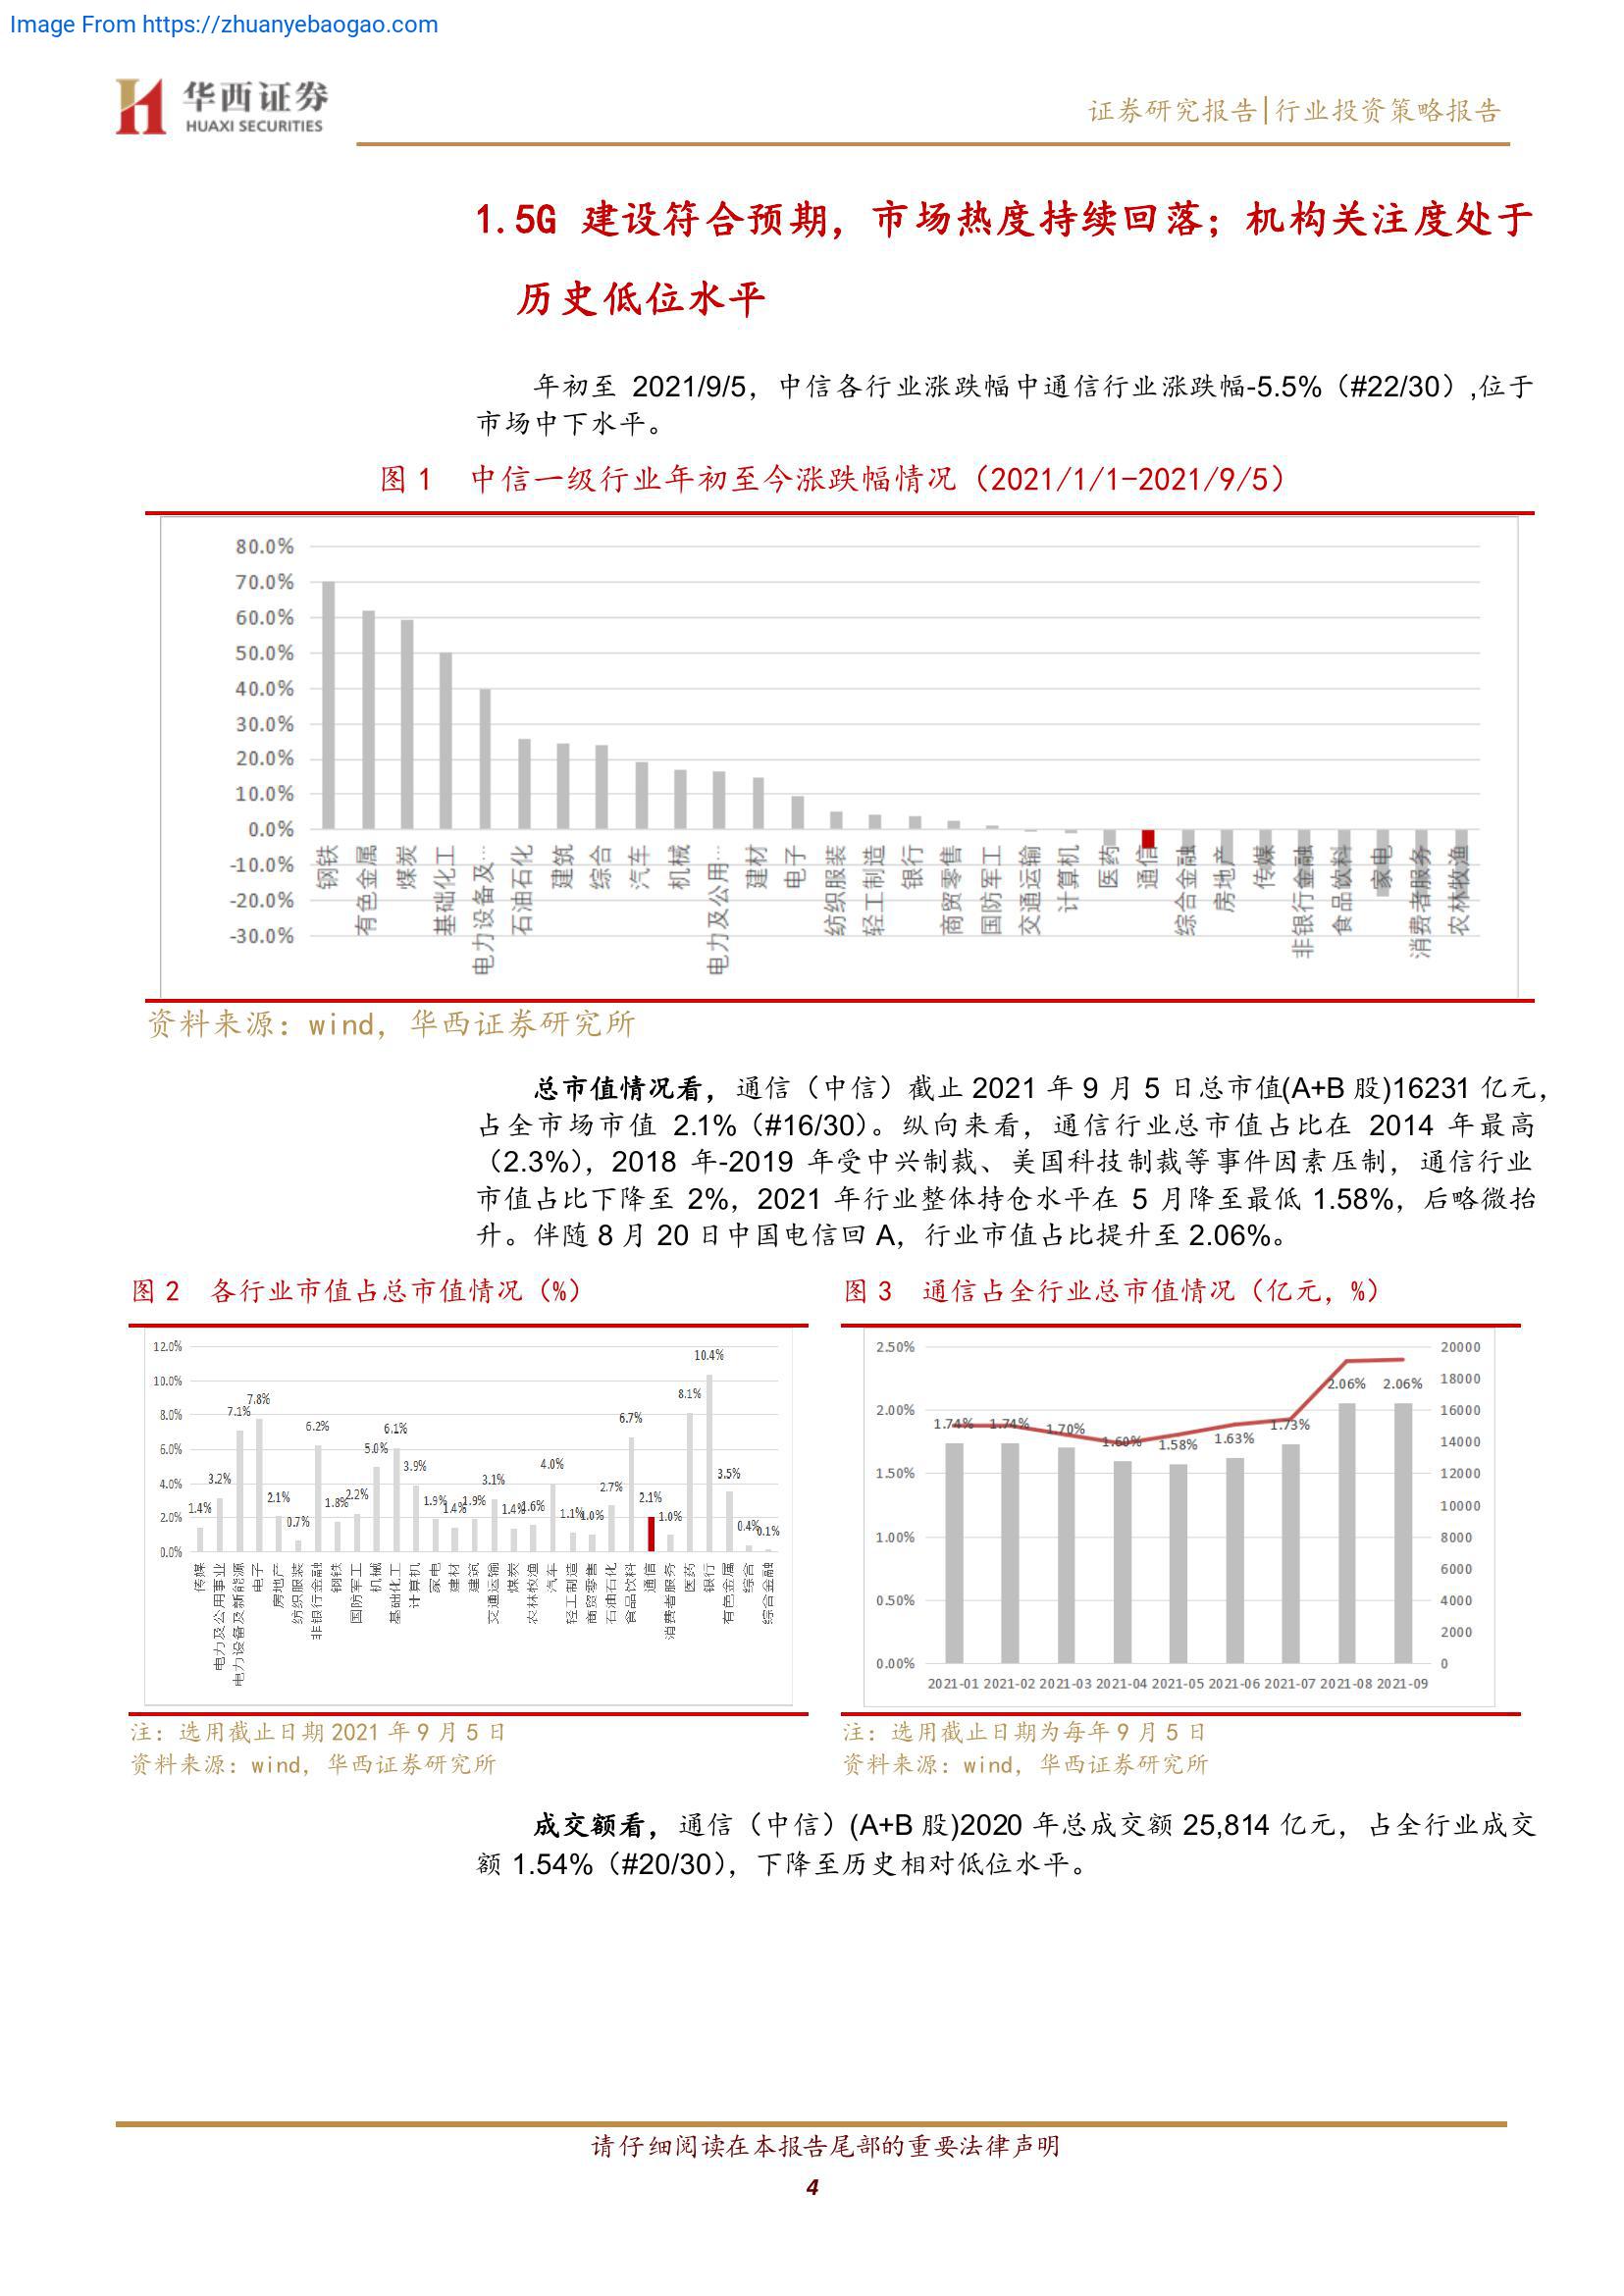 Image From https://zhuanyebaogao.com
华西证券
HUAXI SECURITIES
证券研究报告|行业投资策略报告
1.5G 建设符合预期，市场热度持续回落；机构关注度处于
历史低位水平
年初至 2021/9/5，中信各行业涨跌幅中通信行业涨跌幅-5.5%（#22/30）,位于
市场中下水平。
图 1 中信一级行业年初至今涨跌幅情况（2021/1/1-2021/9/5）
80.0%
70.0%
60.0%
50.0%
40.0%
30.0%
20.0%
10.0%
0.0%
-10.0%
-20.0%
-30.0%
钢铁 有色金属 煤炭 基础化工 电力设备及… 石油石化 建筑 综合 汽车 机械 电力及公用… 建材 电子 纺织服装 轻工制造 银行 商贸零售 国防军工 交通运输 计算机 医药 通信 综合金融 房地产 传媒 非银行金融 食品饮料 家电 消费者服务 农林牧渔
资料来源：wind，华西证券研究所
总市值情况看，通信（中信）截止 2021 年 9 月 5 日总市值(A+B 股)16231 亿元，
占全市场市值 2.1%（#16/30）。纵向来看，通信行业总市值占比在 2014 年最高
（2.3%），2018 年-2019 年受中兴制裁、美国科技制裁等事件因素压制，通信行业
市值占比下降至 2%，2021 年行业整体持仓水平在 5 月降至最低 1.58%，后略微抬
升。伴随 8 月 20 日中国电信回 A，行业市值占比提升至 2.06%。
图 2 各行业市值占总市值情况（%）
12.0%
10.0%
8.0%
6.0%
4.0%
2.0%
0.0%
1.4% 3.2% 7.1% 7.8% 2.1% 0.7% 6.2% 1.8% 2.2% 5.0% 6.1% 3.9% 1.9% 1.4% 1.9% 3.1% 1.4% 1.6% 4.0% 1.1% 1.0% 2.7% 6.7% 2.1% 1.0% 8.1% 10.4% 3.5% 0.4% 0.1%
传媒 电力及公用事业 电力设备及新能源 电子 房地产 纺织服装 非银行金融 钢铁 国防军工 机械 基础化工 计算机 家电 建材 建筑 交通运输 煤炭 农林牧渔 汽车 轻工制造 商贸零售 石油石化 食品饮料 通信 消费者服务 医药 银行 有色金属 综合 综合金融
注：选用截止日期 2021 年 9 月 5 日
资料来源：wind，华西证券研究所
图 3 通信占全行业总市值情况（亿元，%）
2.50%
2.00%
1.50%
1.00%
0.50%
0.00%
1.74% 1.74% 1.70% 1.60% 1.58% 1.63% 1.73% 2.06% 2.06%
20000
18000
16000
14000
12000
10000
8000
6000
4000
2000
0
2021-01 2021-02 2021-03 2021-04 2021-05 2021-06 2021-07 2021-08 2021-09
注：选用截止日期为每年 9 月 5 日
资料来源：wind，华西证券研究所
成交额看，通信（中信）(A+B 股)2020 年总成交额 25,814 亿元，占全行业成交
额 1.54%（#20/30），下降至历史相对低位水平。
请仔细阅读在本报告尾部的重要法律声明
4